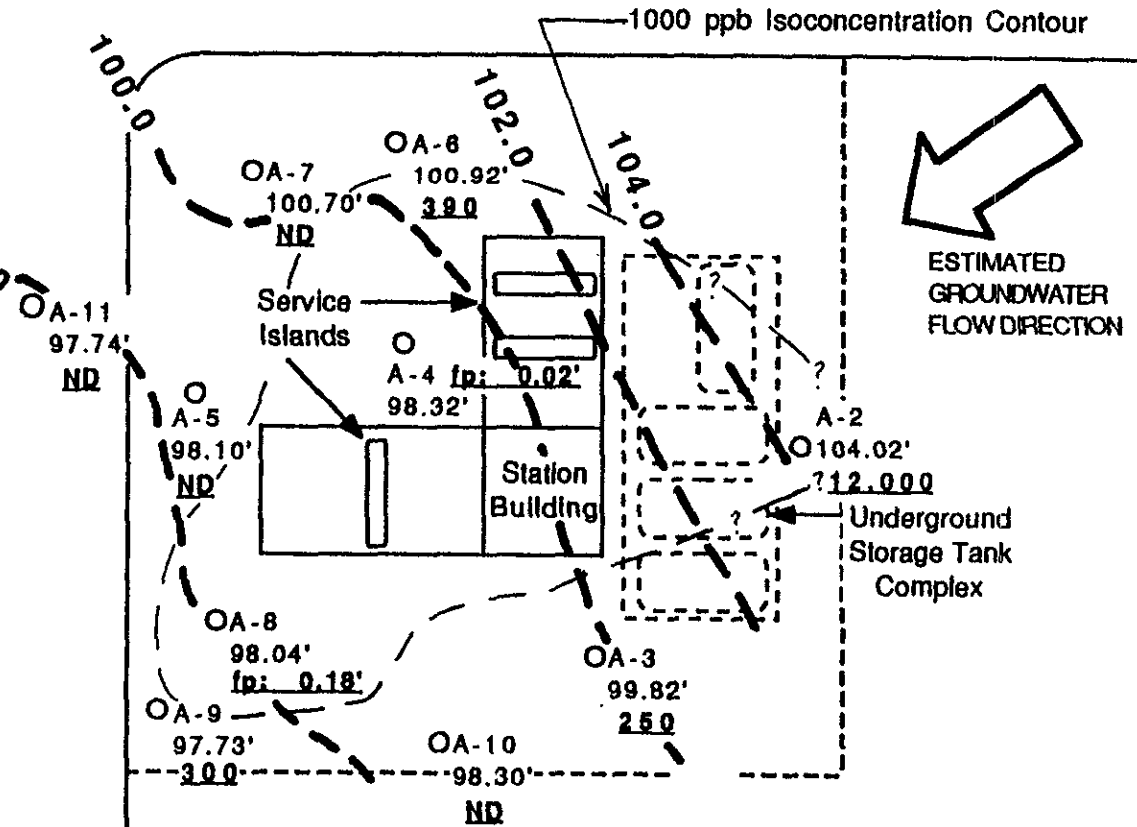 1000 ppb Isoconcentration Contour
100.0
102.0
104.0
A-6
100.92'
390
A-7
100.70'
ND
ESTIMATED
GROUNDWATER
FLOW DIRECTION
?
Service
Islands
A-11
97.74'
ND
A-4 fp: 0.02'
98.32'
?
A-5
98.10'
ND
A-2
104.02'
?12.000
?
Station
Building
Underground
Storage Tank
Complex
A-8
98.04'
fp: 0.18'
A-3
99.82'
250
A-9
97.73'
300
A-10
98.30'
ND